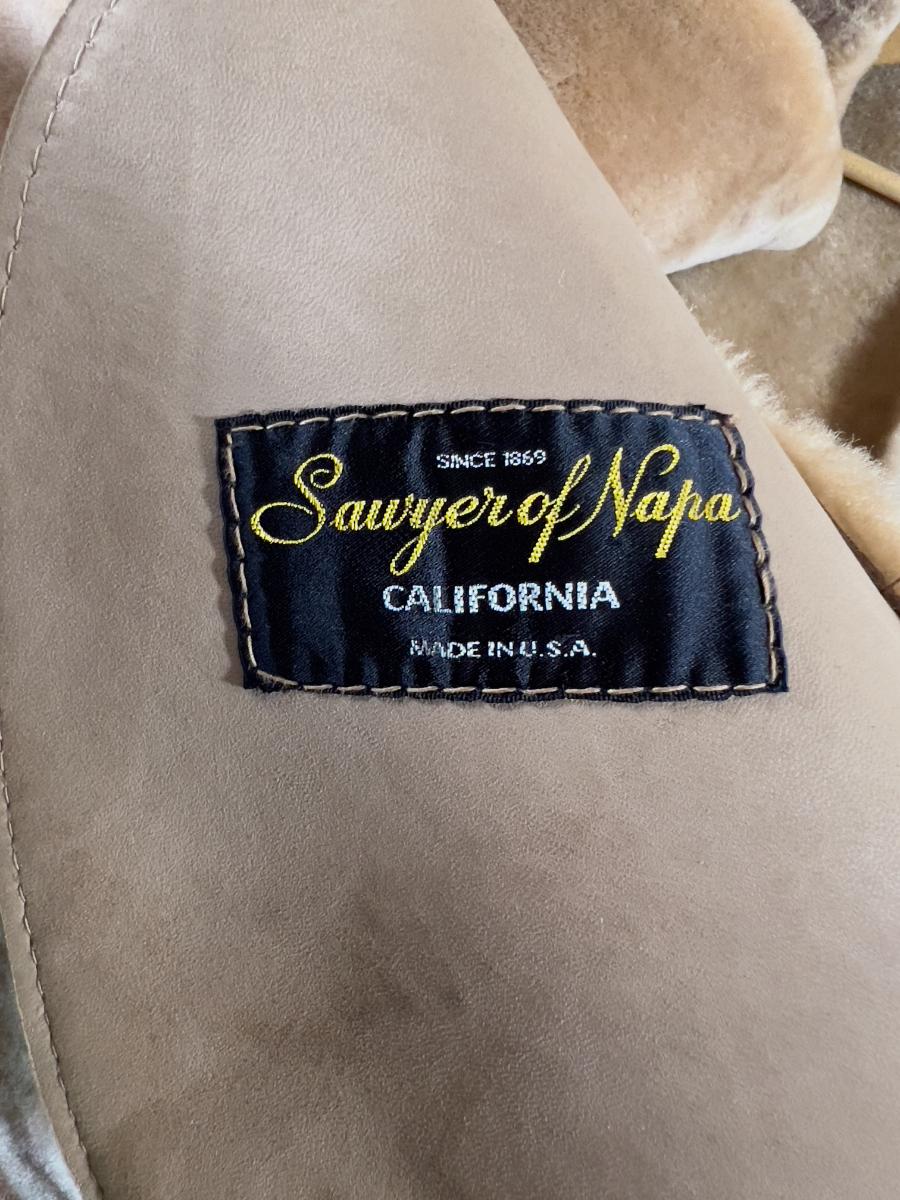 SINCE 1869
Sawyer of Napa
CALIFORNIA
MADE IN U.S.A.